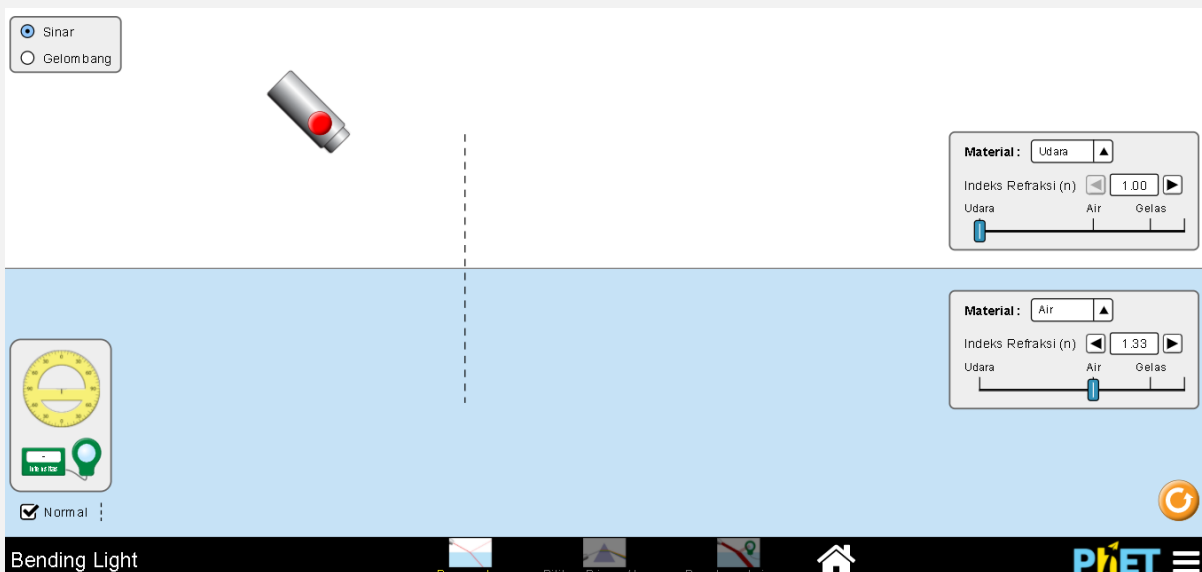 Sinar
Gelombang
Material : Udara
Indeks Refraksi (n) 1.00
Udara Air Gelas
Material : Air
Indeks Refraksi (n) 1.33
Udara Air Gelas
Normal
Bending Light
PhET